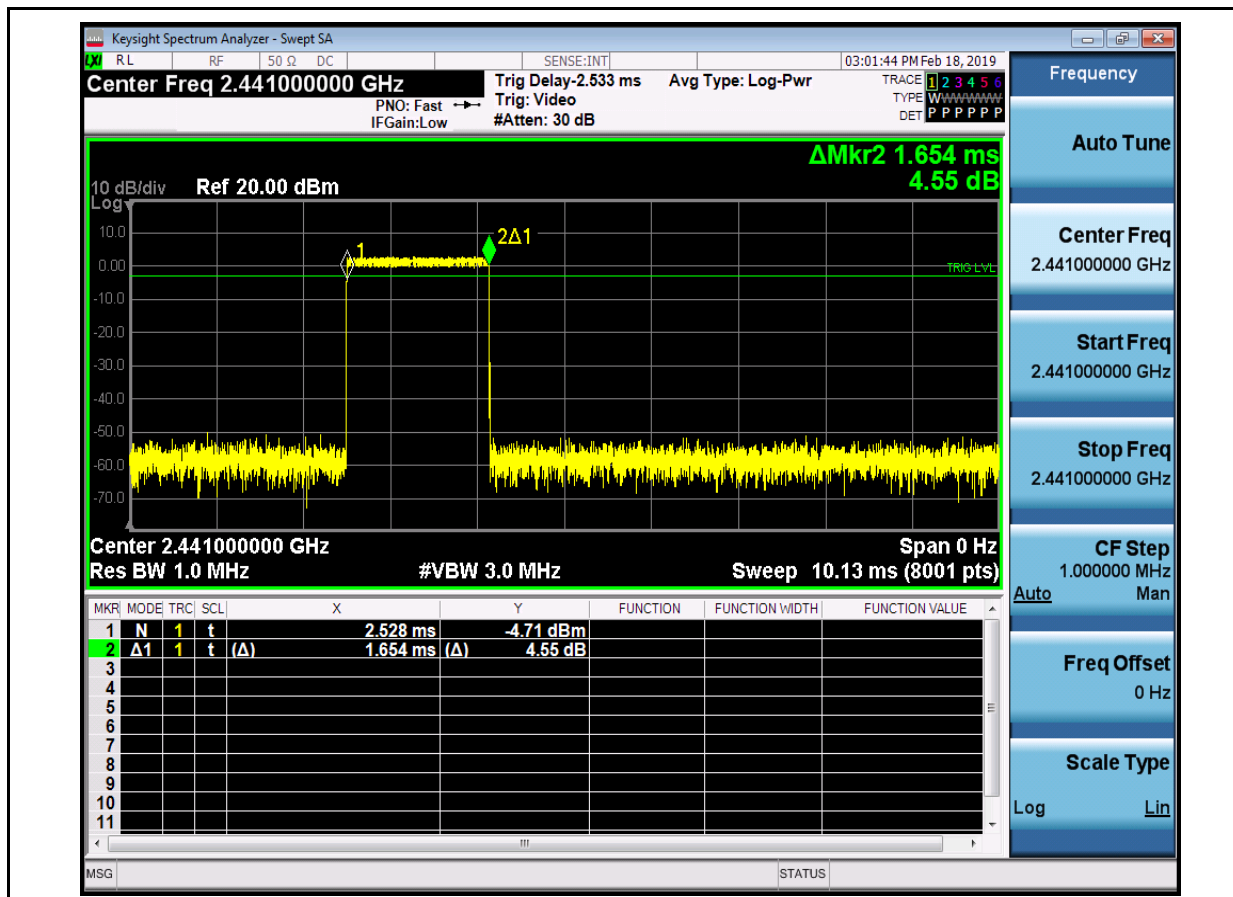 Keysight Spectrum Analyzer - Swept SA
LXI RL RF 50 Ω DC SENSE:INT 03:01:44 PM Feb 18, 2019
Center Freq 2.441000000 GHz
PNO: Fast
IFGain:Low
Trig Delay-2.533 ms
Trig: Video
#Atten: 30 dB
Avg Type: Log-Pwr
TRACE 1 2 3 4 5 6
TYPE WWWWWW
DET P P P P P P
ΔMkr2 1.654 ms
4.55 dB
10 dB/div Ref 20.00 dBm
Log
10.0
0.00
-10.0
-20.0
-30.0
-40.0
-50.0
-60.0
-70.0
1
2Δ1
TRIG LVL
Center 2.441000000 GHz Span 0 Hz
Res BW 1.0 MHz #VBW 3.0 MHz Sweep 10.13 ms (8001 pts)
MKR MODE TRC SCL X Y FUNCTION FUNCTION WIDTH FUNCTION VALUE
1 N 1 t 2.528 ms -4.71 dBm
2 Δ1 1 t (Δ) 1.654 ms (Δ) 4.55 dB
3
4
5
6
7
8
9
10
11
MSG STATUS
Frequency
Auto Tune
Center Freq
2.441000000 GHz
Start Freq
2.441000000 GHz
Stop Freq
2.441000000 GHz
CF Step
1.000000 MHz
Auto Man
Freq Offset
0 Hz
Scale Type
Log Lin